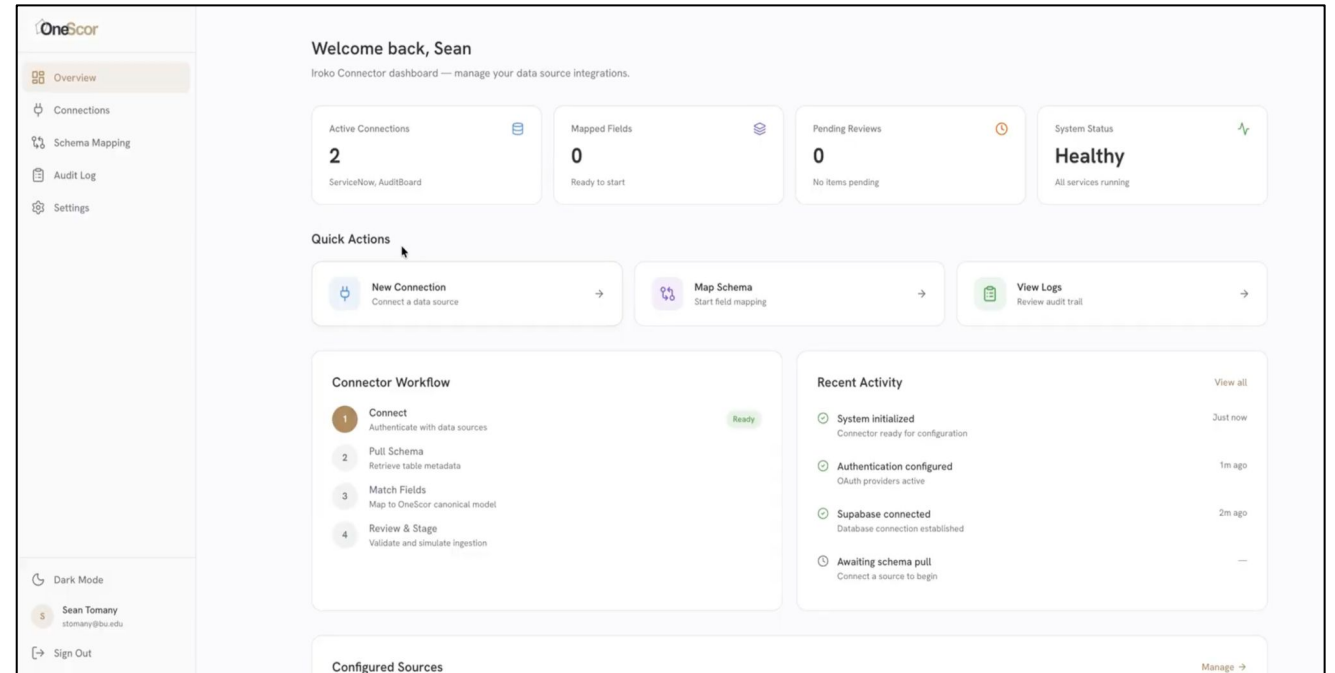 OneScor
Overview
Connections
Schema Mapping
Audit Log
Settings
Dark Mode
S
Sean Tomany
stomany@bu.edu
Sign Out
Welcome back, Sean
Iroko Connector dashboard — manage your data source integrations.
Active Connections
2
ServiceNow, AuditBoard
Mapped Fields
0
Ready to start
Pending Reviews
0
No items pending
System Status
Healthy
All services running
Quick Actions
New Connection
Connect a data source
Map Schema
Start field mapping
View Logs
Review audit trail
Connector Workflow
1
Connect
Authenticate with data sources
Ready
2
Pull Schema
Retrieve table metadata
3
Match Fields
Map to OneScor canonical model
4
Review & Stage
Validate and simulate ingestion
Recent Activity
View all
System initialized
Just now
Connector ready for configuration
Authentication configured
1m ago
OAuth providers active
Supabase connected
2m ago
Database connection established
Awaiting schema pull
—
Connect a source to begin
Configured Sources
Manage →